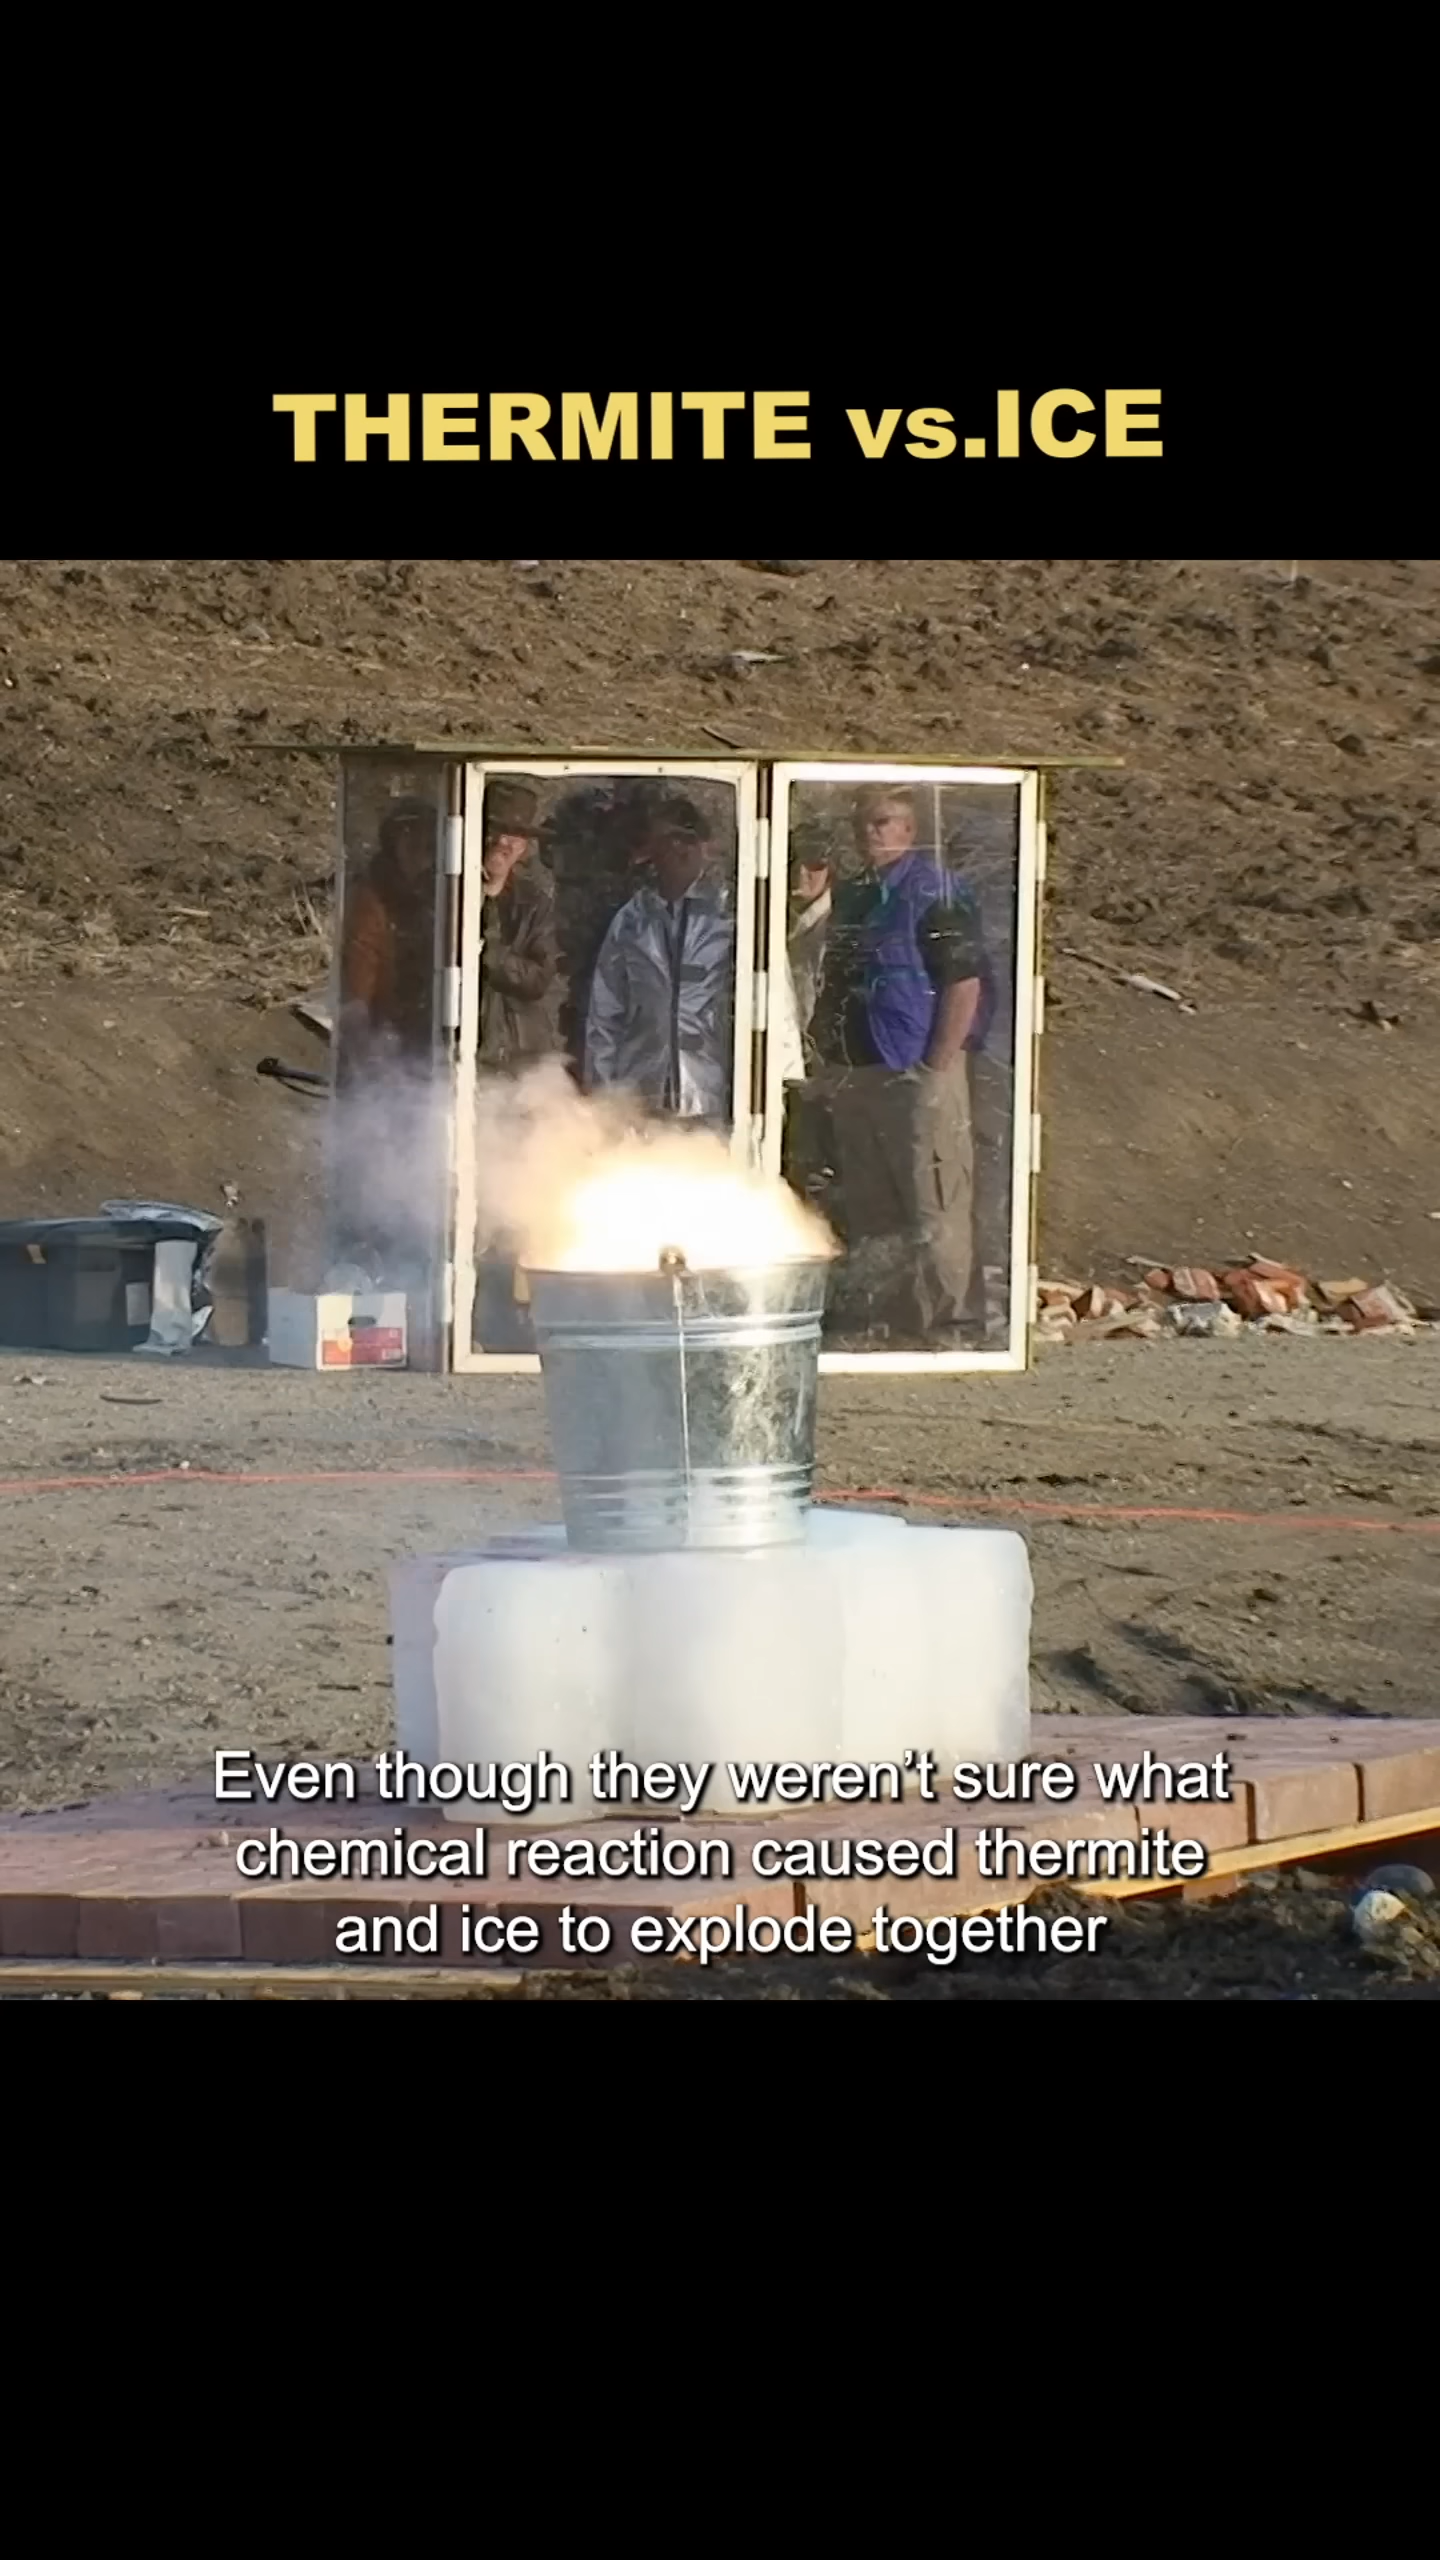 THERMITE vs.ICE
Even though they weren’t sure what
chemical reaction caused thermite
and ice to explode together